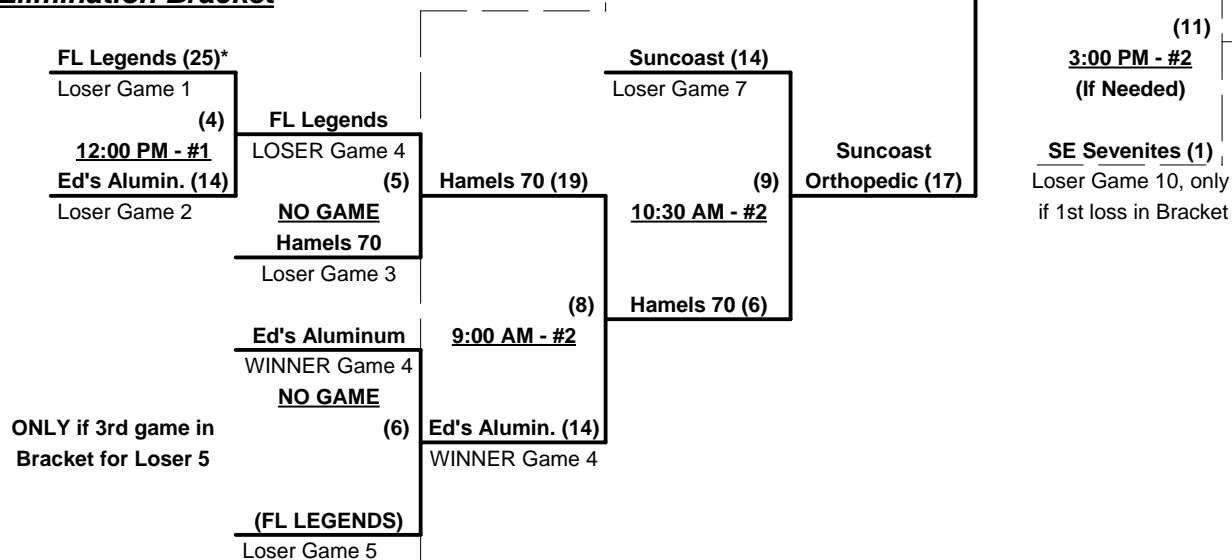 Elimination Bracket
FL Legends (25)*
Loser Game 1
(4)
12:00 PM - #1
Ed's Alumin. (14)
Loser Game 2
FL Legends
LOSER Game 4
(5)
NO GAME
Hamels 70
Loser Game 3
Hamels 70 (19)
Ed's Aluminum
WINNER Game 4
NO GAME
(6)
ONLY if 3rd game in
Bracket for Loser 5
(FL LEGENDS)
Loser Game 5
(8)
9:00 AM - #2
Ed's Alumin. (14)
WINNER Game 4
Suncoast (14)
Loser Game 7
(9)
10:30 AM - #2
Hamels 70 (6)
Suncoast
Orthopedic (17)
(11)
3:00 PM - #2
(If Needed)
SE Sevenites (1)
Loser Game 10, only
if 1st loss in Bracket